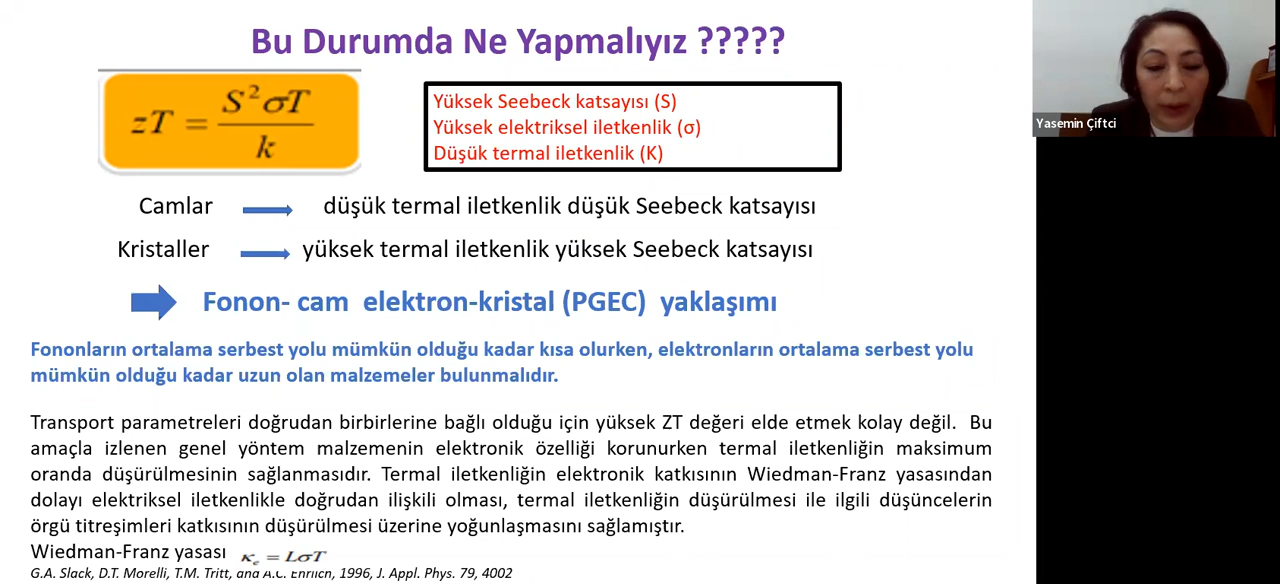 Bu Durumda Ne Yapmalıyız ?????
zT = S²σT / k
Yüksek Seebeck katsayısı (S)
Yüksek elektriksel iletkenlik (σ)
Düşük termal iletkenlik (K)
Yasemin Çiftci
Camlar düşük termal iletkenlik düşük Seebeck katsayısı
Kristaller yüksek termal iletkenlik yüksek Seebeck katsayısı
Fonon- cam elektron-kristal (PGEC) yaklaşımı
Fononların ortalama serbest yolu mümkün olduğu kadar kısa olurken, elektronların ortalama serbest yolu
mümkün olduğu kadar uzun olan malzemeler bulunmalıdır.
Transport parametreleri doğrudan birbirlerine bağlı olduğu için yüksek ZT değeri elde etmek kolay değil. Bu
amaçla izlenen genel yöntem malzemenin elektronik özelliği korunurken termal iletkenliğin maksimum
oranda düşürülmesinin sağlanmasıdır. Termal iletkenliğin elektronik katkısının Wiedman-Franz yasasından
dolayı elektriksel iletkenlikle doğrudan ilişkili olması, termal iletkenliğin düşürülmesi ile ilgili düşüncelerin
örgü titreşimleri katkısının düşürülmesi üzerine yoğunlaşmasını sağlamıştır.
Wiedman-Franz yasası κe = LσT
G.A. Slack, D.T. Morelli, T.M. Tritt, and A.C. Ehrlich, 1996, J. Appl. Phys. 79, 4002